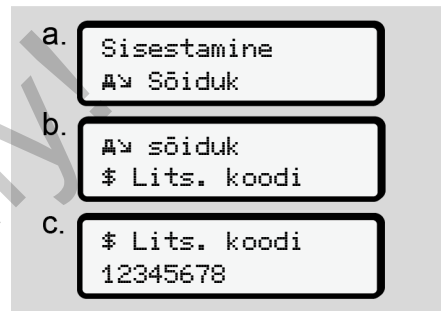 a.
Sisestamine
Sõiduk
b.
sõiduk
$ Lits. koodi
c.
$ Lits. koodi
12345678